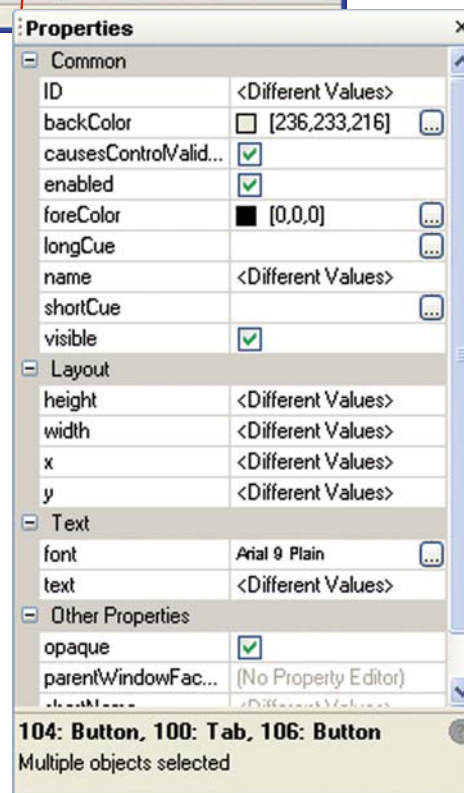 Properties
Common
ID <Different Values>
backColor [236,233,216] ...
causesControlValid...
enabled
foreColor [0,0,0] ...
longCue ...
name <Different Values>
shortCue ...
visible
Layout
height <Different Values>
width <Different Values>
x <Different Values>
y <Different Values>
Text
font Arial 9 Plain ...
text <Different Values>
Other Properties
opaque
parentWindowFac... (No Property Editor)
104: Button, 100: Tab, 106: Button
Multiple objects selected